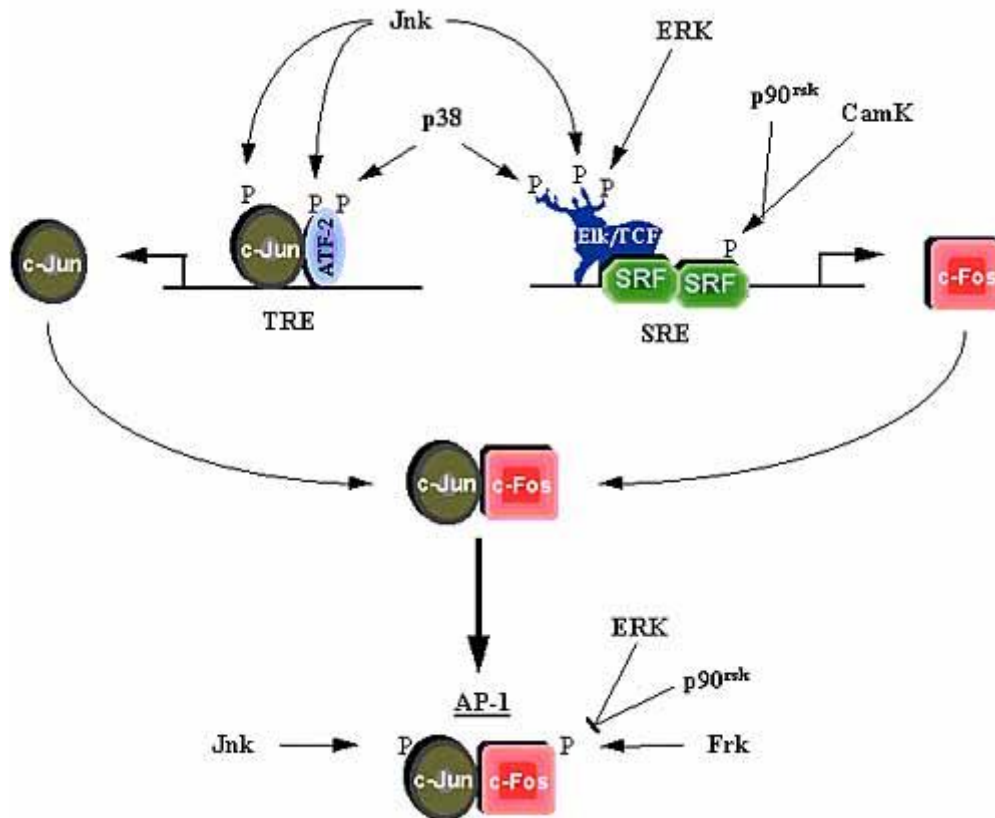 Jnk
ERK
p90rsk
CamK
p38
P
P
P
P
P
P
P
c-Jun
c-Jun
ATF-2
Elk/TCF
SRF
SRF
c-Fos
TRE
SRE
c-Jun
c-Fos
ERK
p90rsk
AP-1
Jnk
P
P
Frk
c-Jun
c-Fos